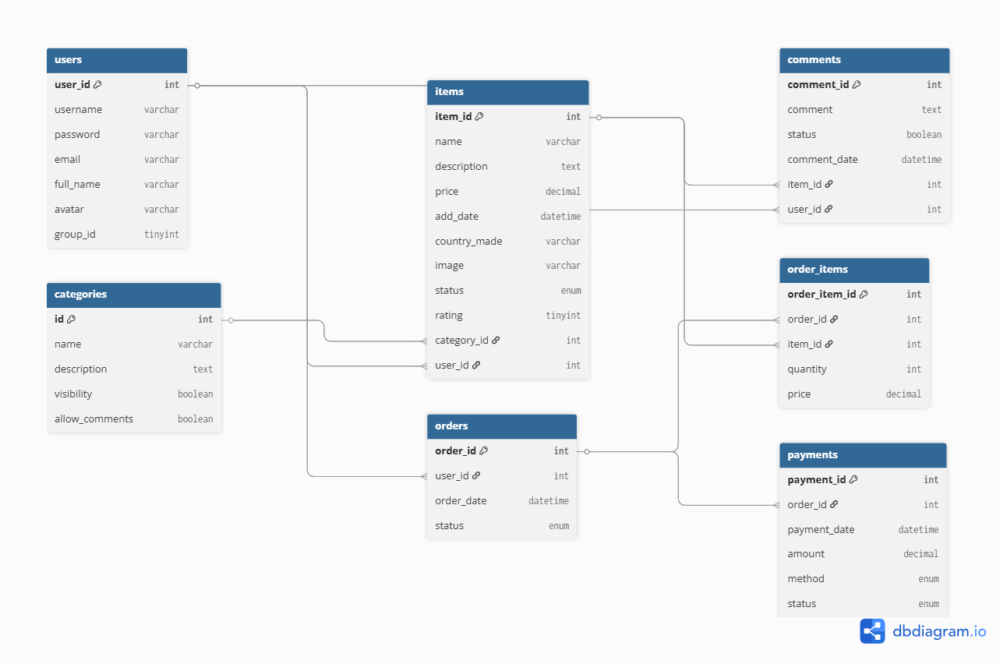 users
user_id int
username varchar
password varchar
email varchar
full_name varchar
avatar varchar
group_id tinyint
categories
id int
name varchar
description text
visibility boolean
allow_comments boolean
items
item_id int
name varchar
description text
price decimal
add_date datetime
country_made varchar
image varchar
status enum
rating tinyint
category_id int
user_id int
orders
order_id int
user_id int
order_date datetime
status enum
comments
comment_id int
comment text
status boolean
comment_date datetime
item_id int
user_id int
order_items
order_item_id int
order_id int
item_id int
quantity int
price decimal
payments
payment_id int
order_id int
payment_date datetime
amount decimal
method enum
status enum
dbdiagram.io